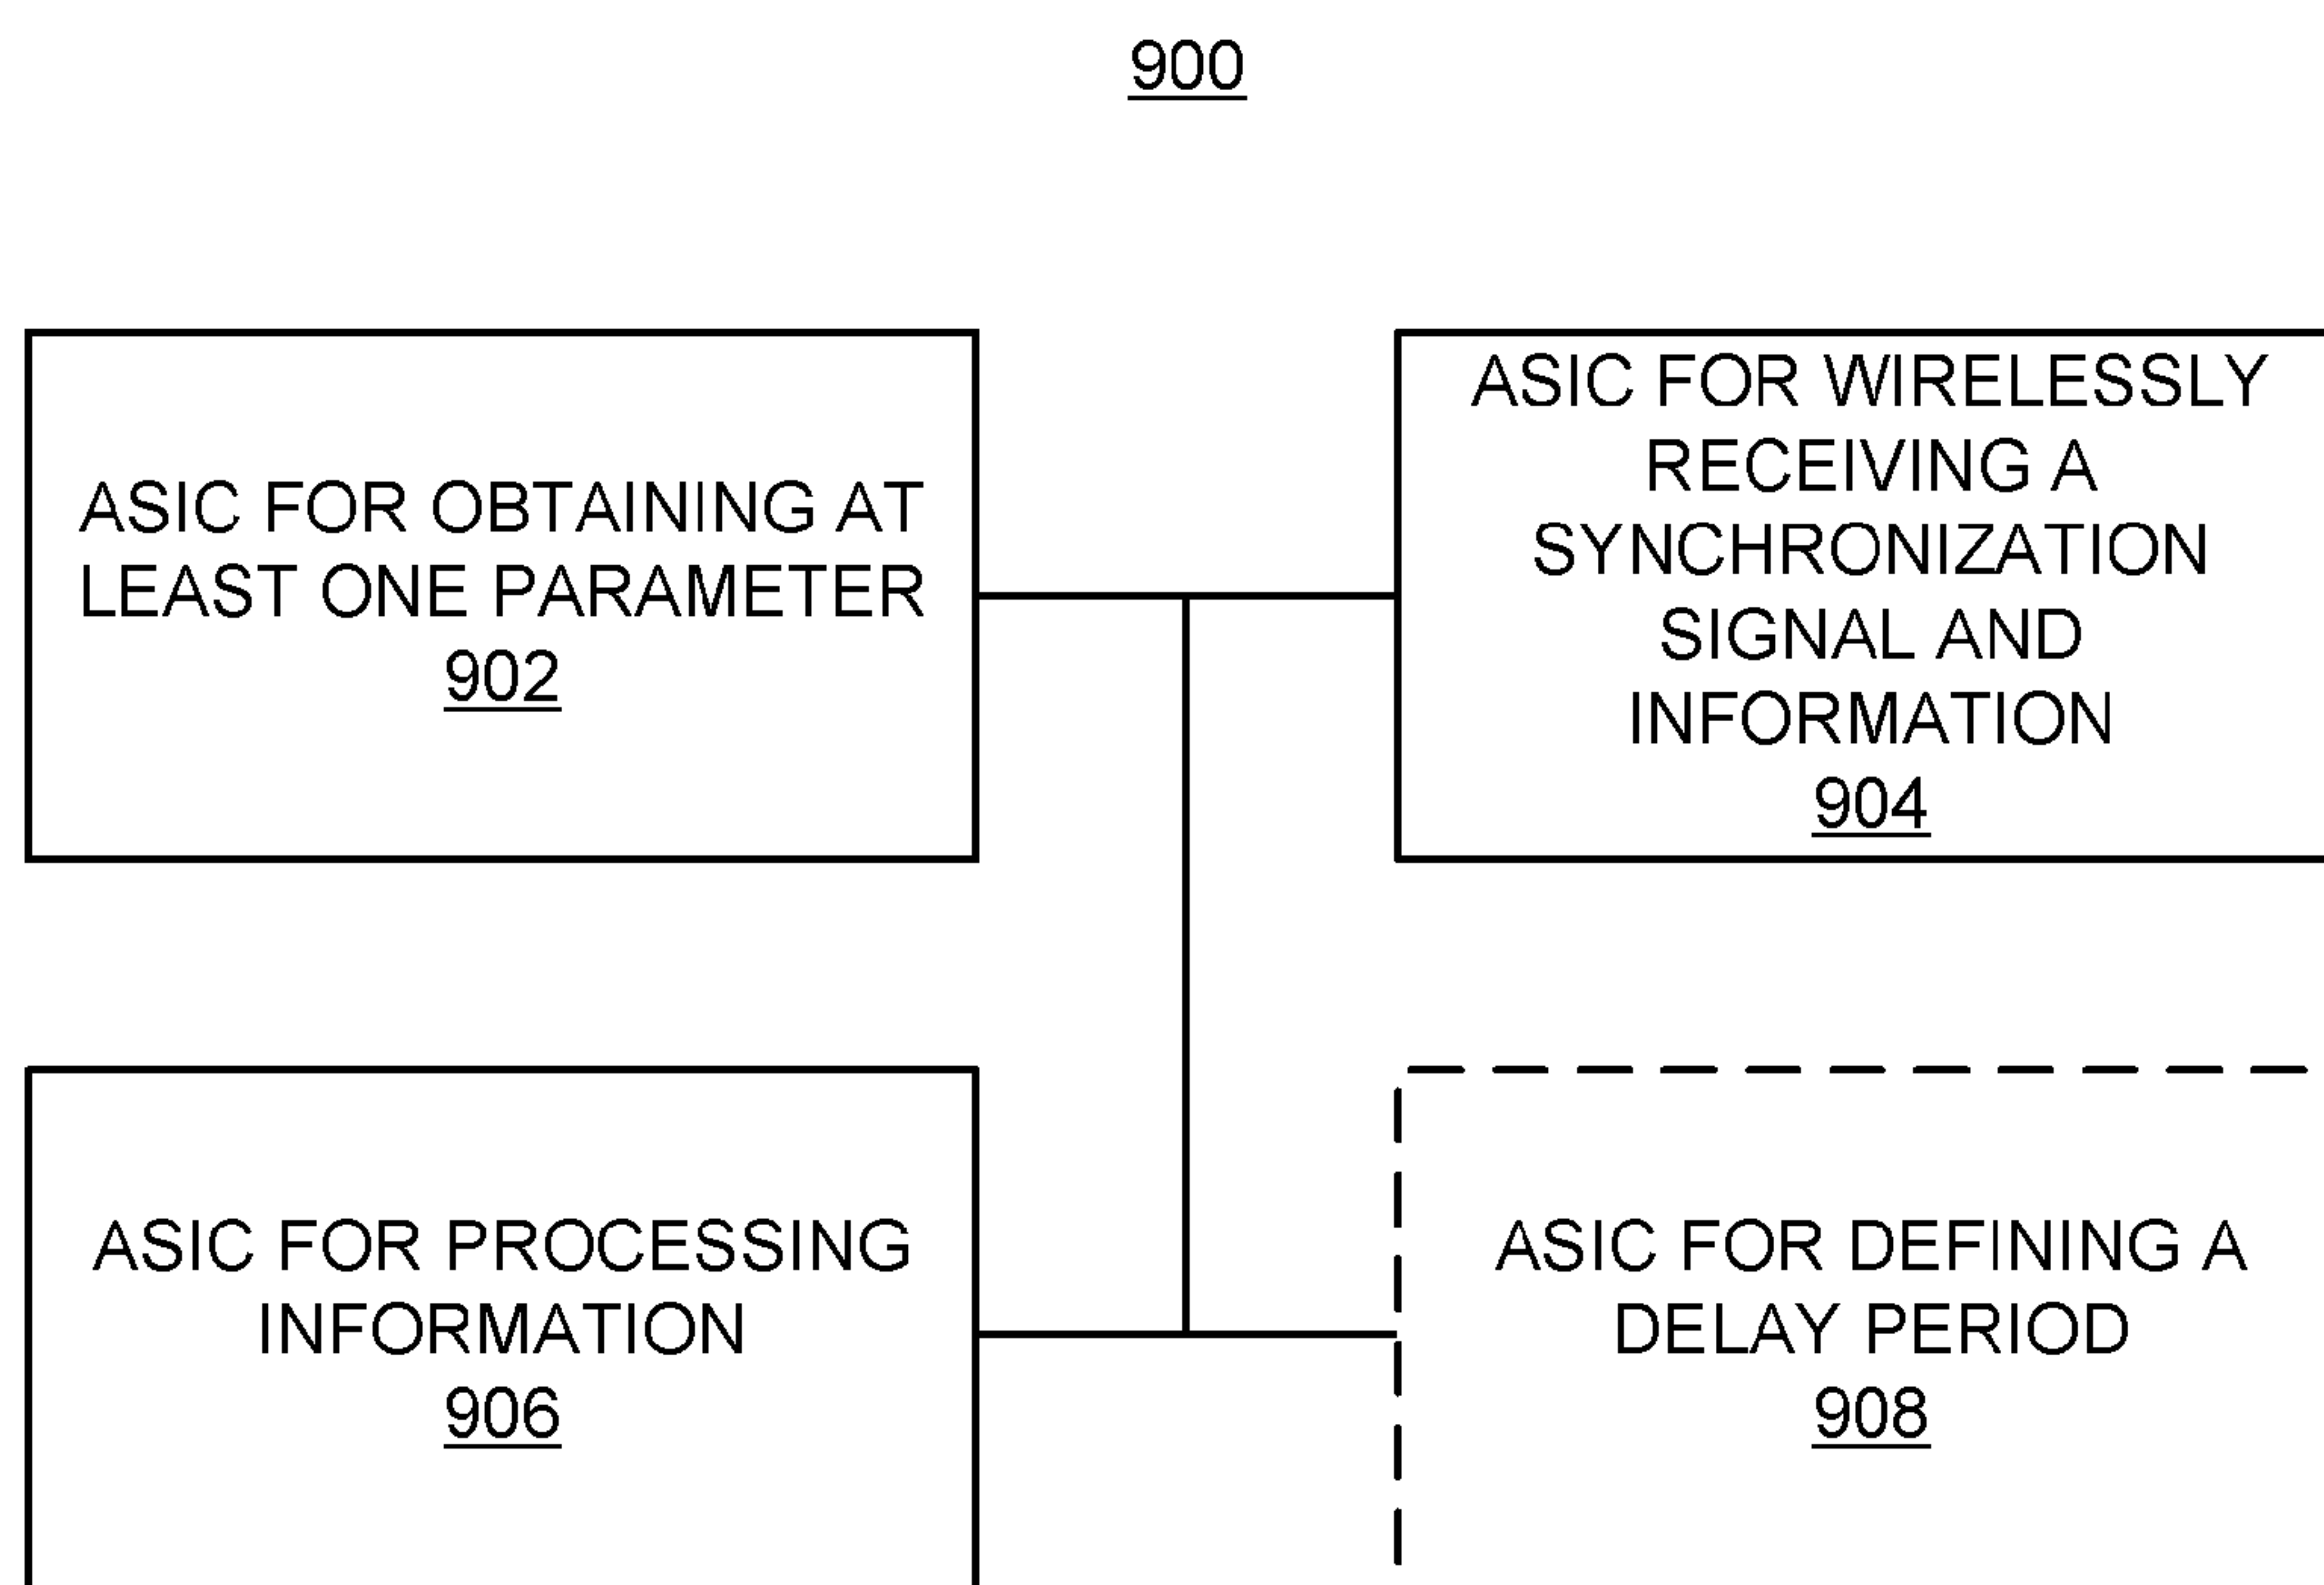 900
ASIC FOR OBTAINING AT
LEAST ONE PARAMETER
902
ASIC FOR WIRELESSLY
RECEIVING A
SYNCHRONIZATION
SIGNAL AND
INFORMATION
904
ASIC FOR PROCESSING
INFORMATION
906
ASIC FOR DEFINING A
DELAY PERIOD
908